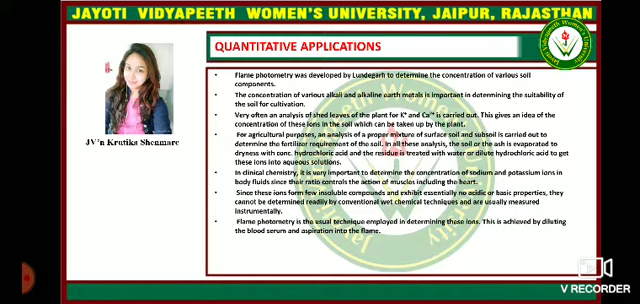 JAYOTI VIDYAPEETH WOMEN'S UNIVERSITY, JAIPUR, RAJASTHAN
QUANTITATIVE APPLICATIONS
JV'n Krutika Shenmare
• Flame photometry was developed by Lundegarh to determine the concentration of various soil
components.
• The concentration of various alkali and alkaline earth metals is important in determining the suitability
of the soil for cultivation.
• Very often an analysis of shed leaves of the plant for K⁺ and Ca²⁺ is carried out. This gives an idea of
the concentration of these ions in the soil which can be taken up by the plant.
• For agricultural purposes, an analysis of a proper mixture of surface soil and subsoil is carried out to
determine the fertilizer requirement of the soil. In all these analysis, the soil or the ash is evaporated to
dryness with conc. hydrochloric acid and the residue is treated with water or dilute hydrochloric acid to get
these ions into aqueous solutions.
• In clinical chemistry, it is very important to determine the concentration of sodium and potassium ions in
body fluids since their ratio controls the action of muscles including the heart.
• Since these ions form few insoluble compounds and exhibit essentially no acidic or basic properties, they
cannot be determined readily by conventional wet chemical techniques and are usually measured
instrumentally.
• Flame photometry is the usual technique employed in determining these ions. This is achieved by diluting
the blood serum and aspiration into the flame.
V RECORDER